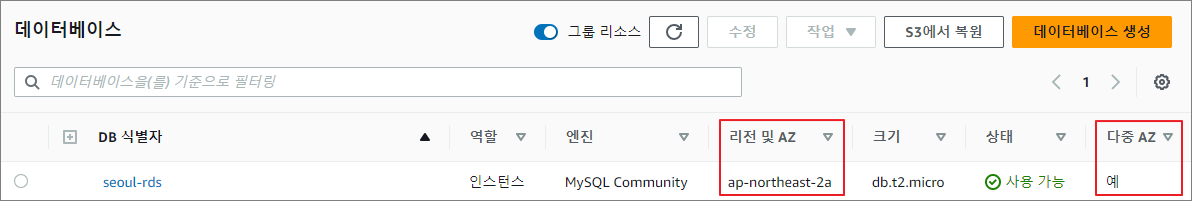 데이터베이스
그룹 리소스
수정
작업
S3에서 복원
데이터베이스 생성
데이터베이스을(를) 기준으로 필터링
1
DB 식별자 역할 엔진 리전 및 AZ 크기 상태 다중 AZ
seoul-rds 인스턴스 MySQL Community ap-northeast-2a db.t2.micro 사용 가능 예